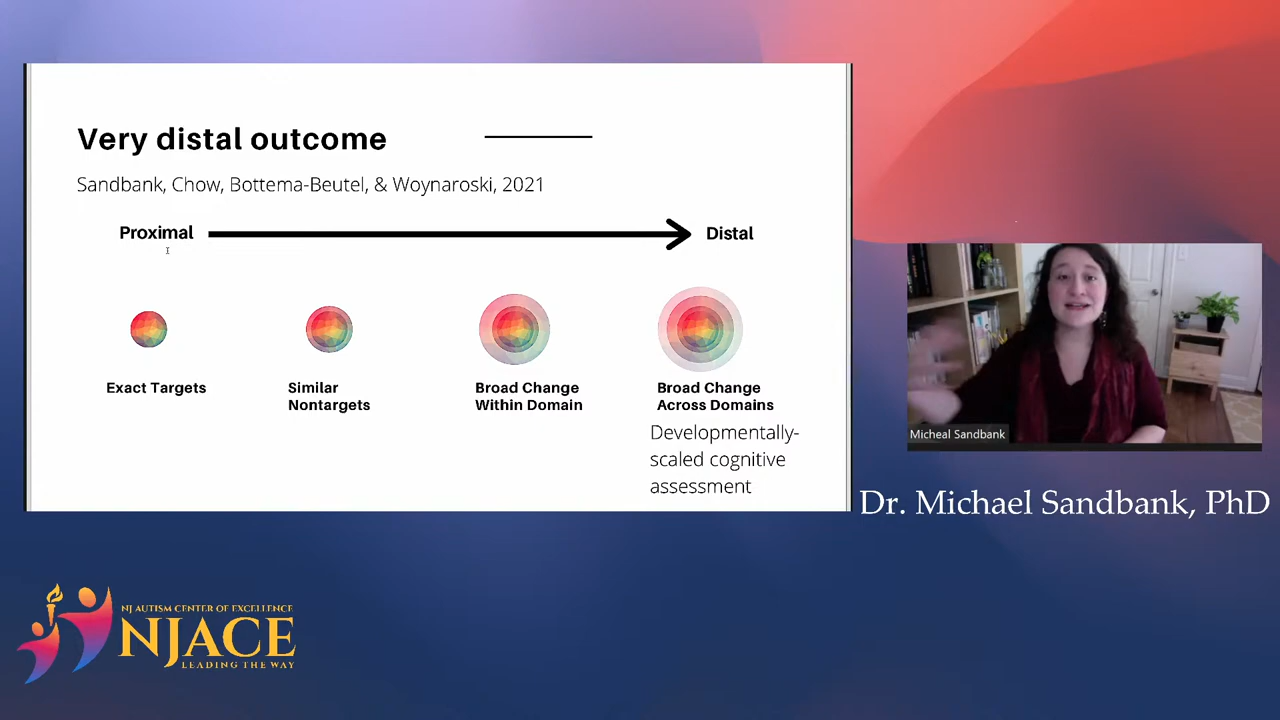 Very distal outcome
Sandbank, Chow, Bottema-Beutel, & Woynaroski, 2021
Proximal
Distal
Exact Targets
Similar
Nontargets
Broad Change
Within Domain
Broad Change
Across Domains
Developmentally-
scaled cognitive
assessment
Micheal Sandbank
Dr. Michael Sandbank, PhD
NJ AUTISM CENTER OF EXCELLENCE
NJACE
LEADING THE WAY